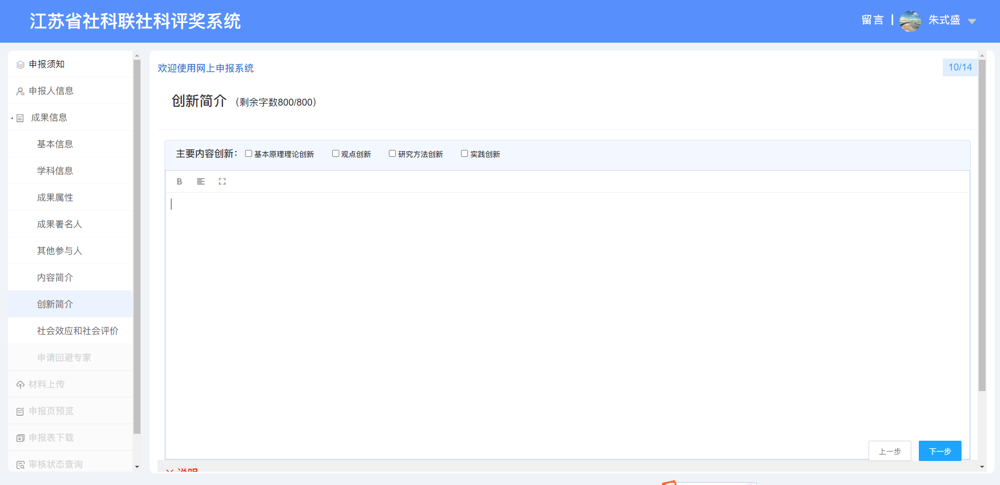 江苏省社科联社科评奖系统
留言 | 朱式盛
申报须知
申报人信息
成果信息
基本信息
学科信息
成果属性
成果署名人
其他参与人
内容简介
创新简介
社会效应和社会评价
申请回避专家
材料上传
申报页预览
申报表下载
审核状态查询
欢迎使用网上申报系统
10/14
创新简介 （剩余字数800/800）
主要内容创新： 基本原理理论创新 观点创新 研究方法创新 实践创新
B
上一步 下一步
说明